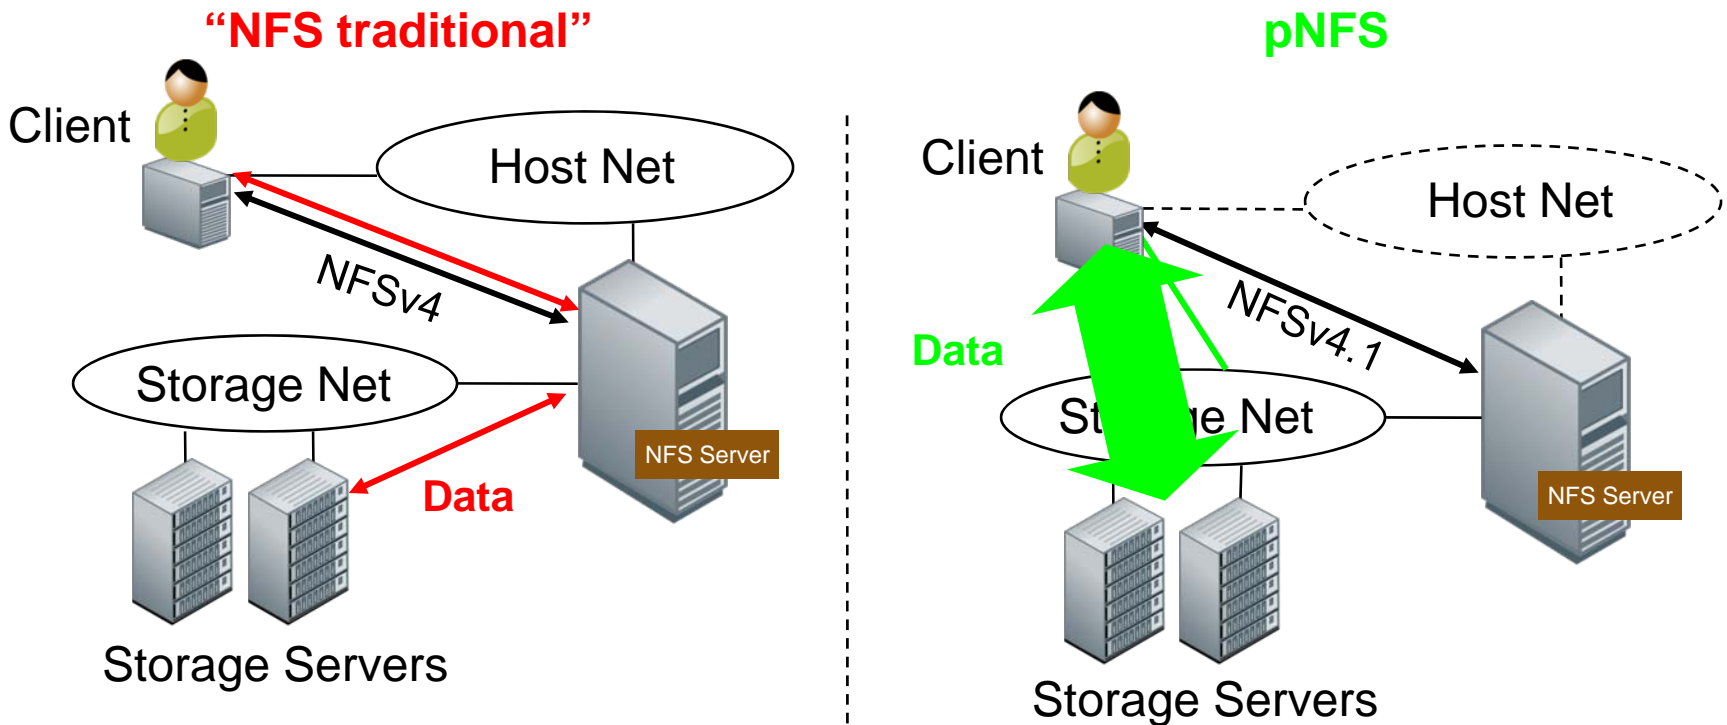 “NFS traditional”
Client
Host Net
NFSv4
Storage Net
NFS Server
Data
Storage Servers
pNFS
Client
Host Net
NFSv4.1
Data
Storage Net
NFS Server
Storage Servers